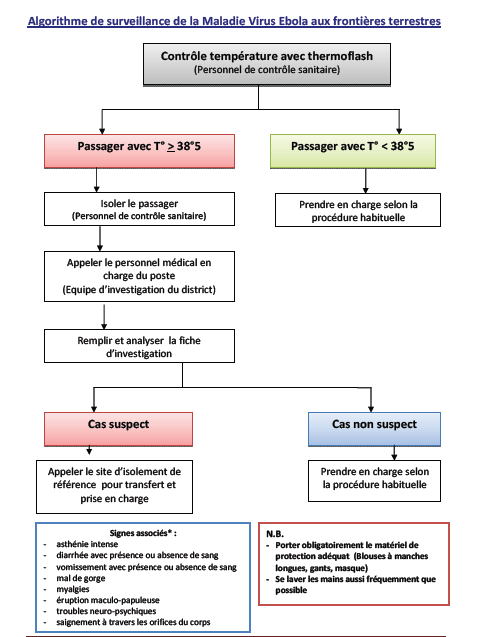 Algorithme de surveillance de la Maladie Virus Ebola aux frontières terrestres
Contrôle température avec thermoflash
(Personnel de contrôle sanitaire)
Passager avec T° ≥ 38°5
Passager avec T° < 38°5
Isoler le passager
(Personnel de contrôle sanitaire)
Prendre en charge selon la
procédure habituelle
Appeler le personnel médical en
charge du poste
(Equipe d'investigation du district)
Remplir et analyser la fiche
d'investigation
Cas suspect
Cas non suspect
Appeler le site d'isolement de
référence pour transfert et
prise en charge
Prendre en charge selon
la procédure habituelle
Signes associés* :
- asthénie intense
- diarrhée avec présence ou absence de sang
- vomissement avec présence ou absence de sang
- mal de gorge
- myalgies
- éruption maculo-papuleuse
- troubles neuro-psychiques
- saignement à travers les orifices du corps
N.B.
- Porter obligatoirement le matériel de
protection adéquat (Blouses à manches
longues, gants, masque)
- Se laver les mains aussi fréquemment que
possible